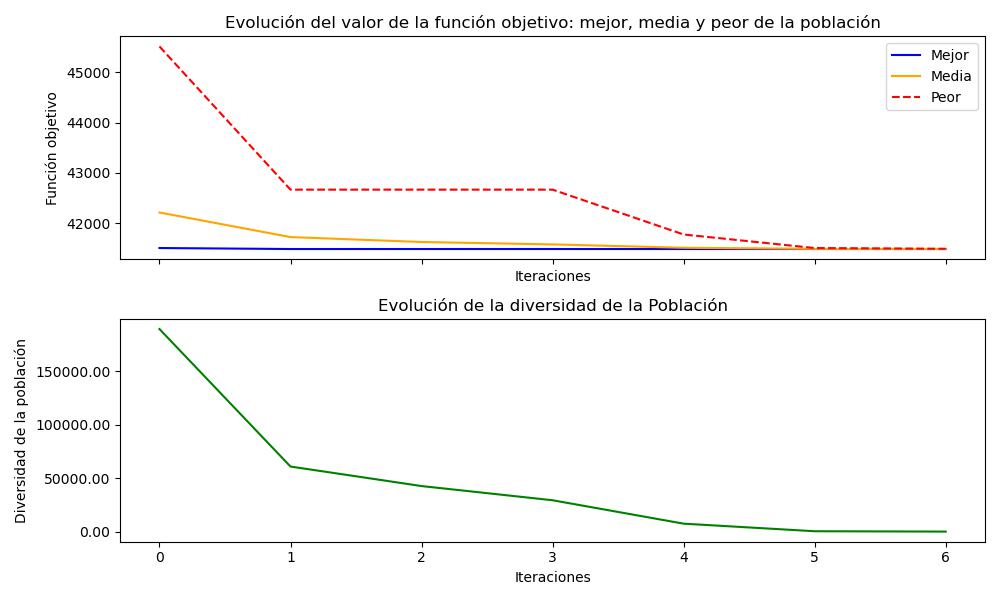 Evolución del valor de la función objetivo: mejor, media y peor de la población
Función objetivo
45000
44000
43000
42000
Mejor
Media
Peor
Iteraciones
Evolución de la diversidad de la Población
Diversidad de la población
150000.00
100000.00
50000.00
0.00
0 1 2 3 4 5 6
Iteraciones